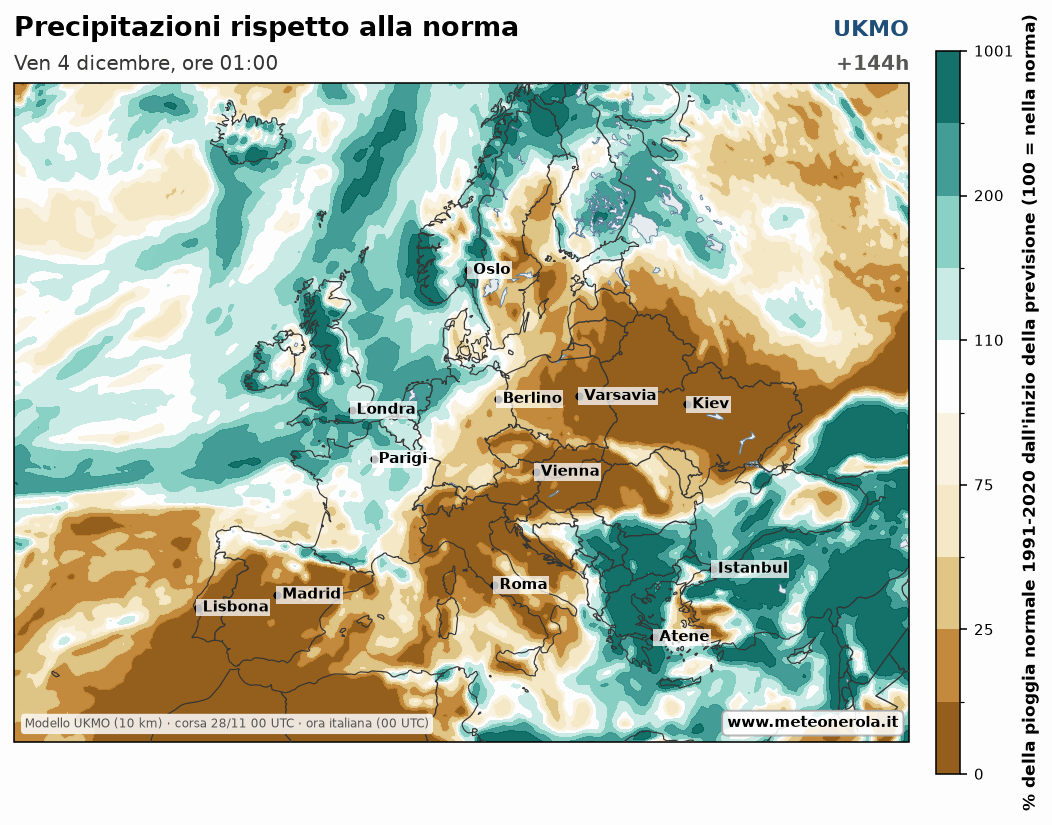 Precipitazioni rispetto alla norma
UKMO
Ven 4 dicembre, ore 01:00
+144h
1001
200
110
75
25
0
% della pioggia normale 1991-2020 dall'inizio della previsione (100 = nella norma)
Oslo
Berlino
Varsavia
Kiev
Londra
Parigi
Vienna
Istanbul
Roma
Madrid
Lisbona
Atene
Modello UKMO (10 km) · corsa 28/11 00 UTC · ora italiana (00 UTC)
www.meteonerola.it